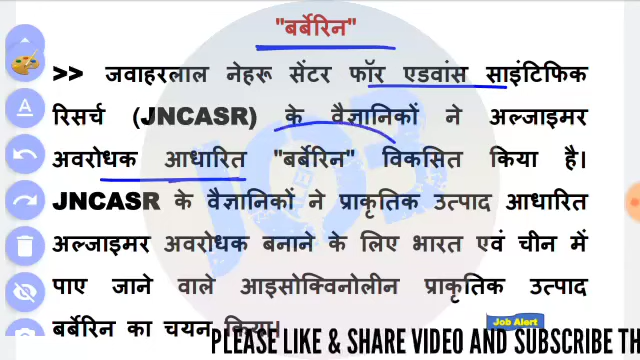 "बर्बेरिन"
>> जवाहरलाल नेहरू सेंटर फॉर एडवांस साइंटिफिक
रिसर्च (JNCASR) के वैज्ञानिकों ने अल्जाइमर
अवरोधक आधारित "बर्बेरिन" विकसित किया है।
JNCASR के वैज्ञानिकों ने प्राकृतिक उत्पाद आधारित
अल्जाइमर अवरोधक बनाने के लिए भारत एवं चीन में
पाए जाने वाले आइसोक्विनोलीन प्राकृतिक उत्पाद
बर्बेरिन का चयन किया।
Job Alert
PLEASE LIKE & SHARE VIDEO AND SUBSCRIBE TH
JOB
A